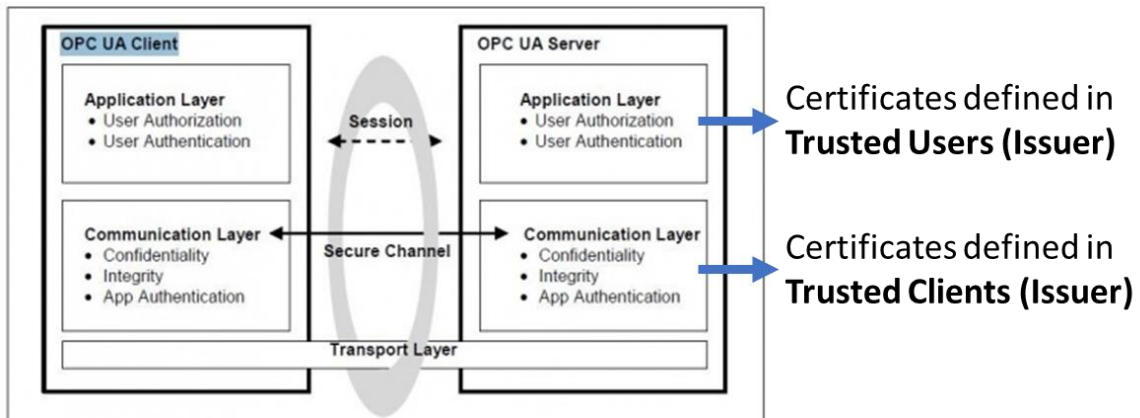 OPC UA Client
Application Layer
• User Authorization
• User Authentication
Communication Layer
• Confidentiality
• Integrity
• App Authentication
Session
Secure Channel
OPC UA Server
Application Layer
• User Authorization
• User Authentication
Communication Layer
• Confidentiality
• Integrity
• App Authentication
Transport Layer
Certificates defined in
Trusted Users (Issuer)
Certificates defined in
Trusted Clients (Issuer)